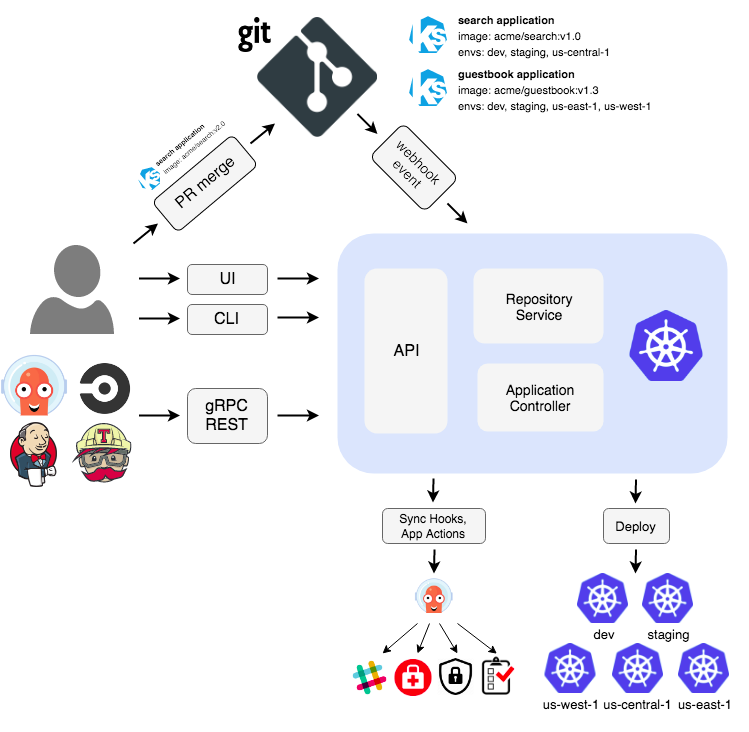 git
search application
image: acme/search:v1.0
envs: dev, staging, us-central-1
guestbook application
image: acme/guestbook:v1.3
envs: dev, staging, us-east-1, us-west-1
KS
KS
search application
image: acme/search:v2.0
KS
PR merge
webhook
event
UI
CLI
gRPC
REST
API
Repository
Service
Application
Controller
T
Sync Hooks,
App Actions
Deploy
dev
staging
us-west-1
us-central-1
us-east-1